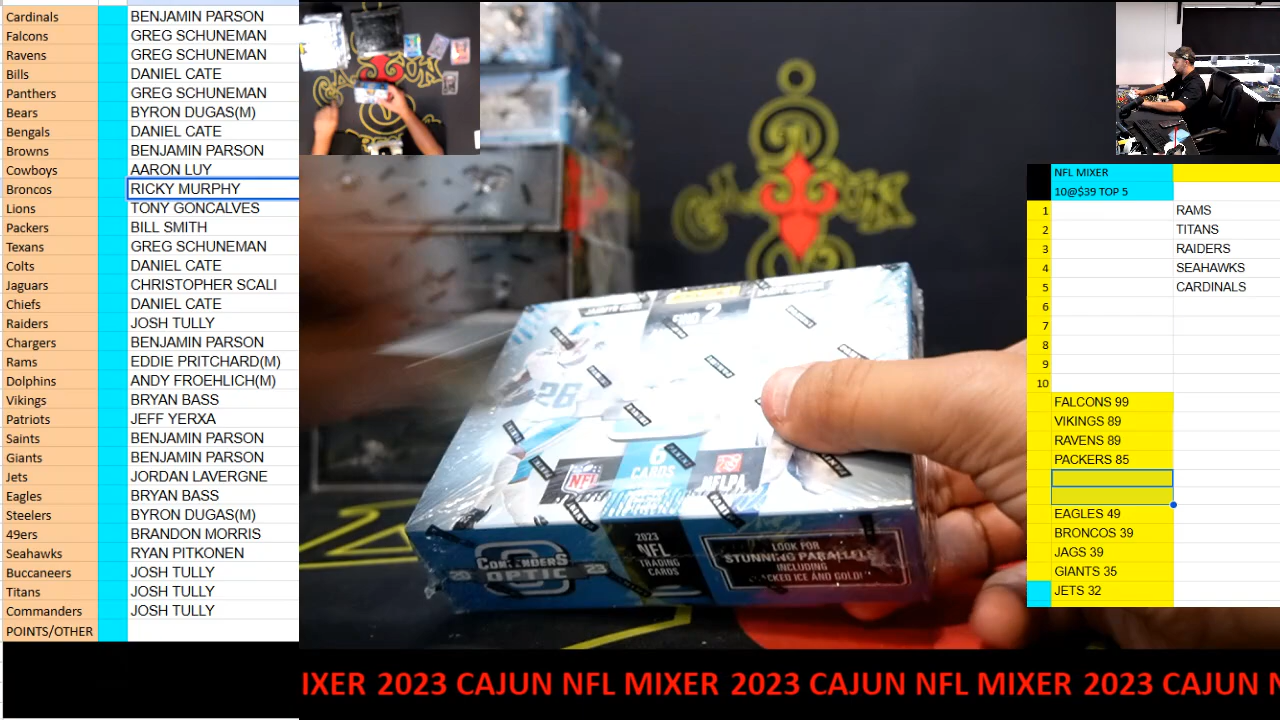 Cardinals BENJAMIN PARSON
Falcons GREG SCHUNEMAN
Ravens GREG SCHUNEMAN
Bills DANIEL CATE
Panthers GREG SCHUNEMAN
Bears BYRON DUGAS(M)
Bengals DANIEL CATE
Browns BENJAMIN PARSON
Cowboys AARON LUY
Broncos RICKY MURPHY
Lions TONY GONCALVES
Packers BILL SMITH
Texans GREG SCHUNEMAN
Colts DANIEL CATE
Jaguars CHRISTOPHER SCALI
Chiefs DANIEL CATE
Raiders JOSH TULLY
Chargers BENJAMIN PARSON
Rams EDDIE PRITCHARD(M)
Dolphins ANDY FROEHLICH(M)
Vikings BRYAN BASS
Patriots JEFF YERXA
Saints BENJAMIN PARSON
Giants BENJAMIN PARSON
Jets JORDAN LAVERGNE
Eagles BRYAN BASS
Steelers BYRON DUGAS(M)
49ers BRANDON MORRIS
Seahawks RYAN PITKONEN
Buccaneers JOSH TULLY
Titans JOSH TULLY
Commanders JOSH TULLY
POINTS/OTHER
26
6
CARDS
NFL
NFLPA
20 CONTENDERS 23
OPTIC
2023
NFL
TRADING
CARDS
LOOK FOR
STUNNING PARALLELS
INCLUDING
CRACKED ICE AND GOLD!
NFL MIXER
10@$39 TOP 5
1 RAMS
2 TITANS
3 RAIDERS
4 SEAHAWKS
5 CARDINALS
6
7
8
9
10
FALCONS 99
VIKINGS 89
RAVENS 89
PACKERS 85
EAGLES 49
BRONCOS 39
JAGS 39
GIANTS 35
JETS 32
IXER 2023 CAJUN NFL MIXER 2023 CAJUN NFL MIXER 2023 CAJUN